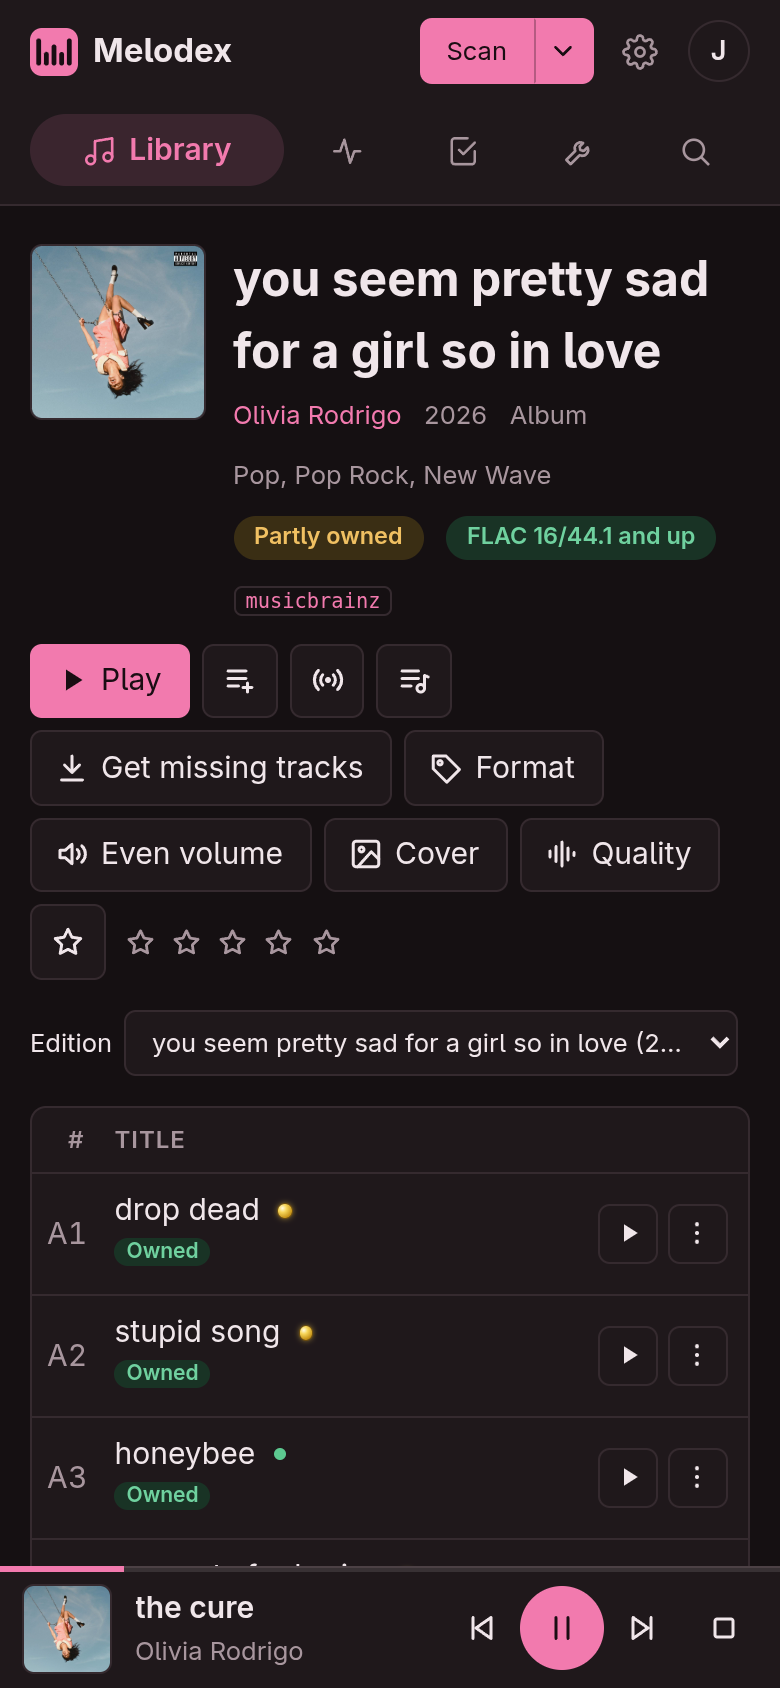 Melodex
Scan
J
Library
you seem pretty sad
for a girl so in love
Olivia Rodrigo 2026 Album
Pop, Pop Rock, New Wave
Partly owned FLAC 16/44.1 and up
musicbrainz
Play
Get missing tracks Format
Even volume Cover Quality
Edition you seem pretty sad for a girl so in love (2...
# TITLE
A1 drop dead
Owned
A2 stupid song
Owned
A3 honeybee
Owned
the cure
Olivia Rodrigo